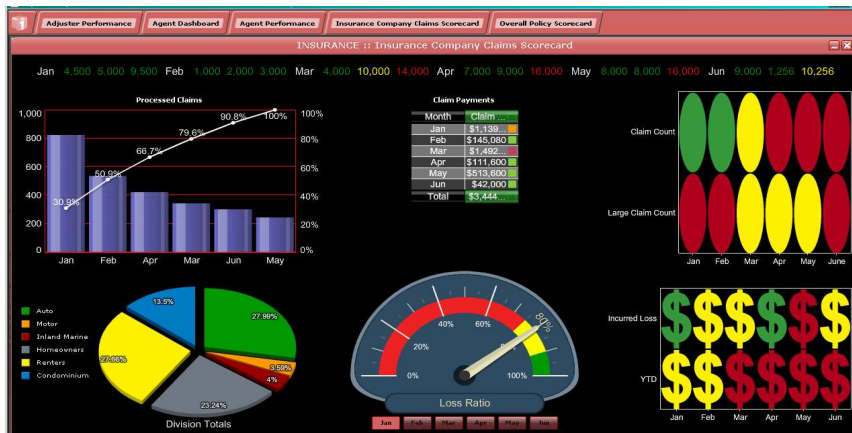 Adjuster Performance Agent Dashboard Agent Performance Insurance Company Claims Scorecard Overall Policy Scorecard
INSURANCE :: Insurance Company Claims Scorecard
Jan 4,500 5,000 9,500 Feb 1,000 2,000 3,000 Mar 4,000 10,000 14,000 Apr 7,000 9,000 16,000 May 8,000 8,000 16,000 Jun 9,000 1,256 10,256
Processed Claims
1,000
800
600
400
200
0
30.9%
50.9%
66.7%
79.6%
90.8%
100%
100%
80%
60%
40%
20%
0%
Jan Feb Apr Mar Jun May
Claim Payments
Month Claim ...
Jan $1,139...
Feb $145,080
Mar $1,492...
Apr $111,600
May $513,600
Jun $42,000
Total $3,444...
Claim Count
Large Claim Count
Jan Feb Mar Apr May June
Auto
Motor
Inland Marine
Homeowners
Renters
Condominium
13.5%
27.99%
3.59%
4%
23.24%
27.66%
Division Totals
0%
20%
40%
60%
80%
100%
Loss Ratio
Jan Feb Mar Apr May Jun
Incurred Loss
$ $ $ $ $ $
YTD
$ $ $ $ $ $
Jan Feb Mar Apr May Jun